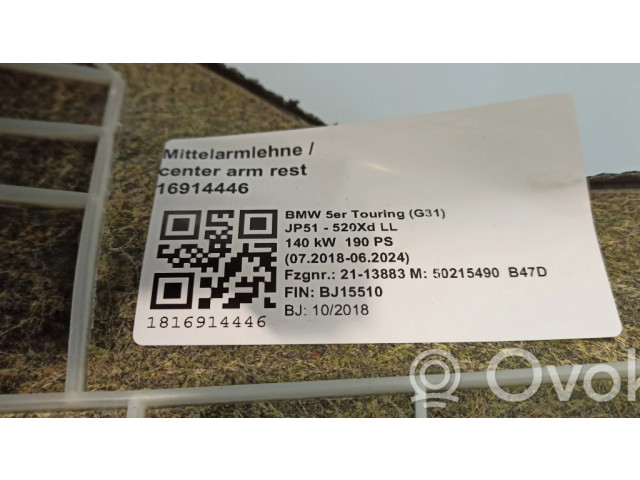 Mittelarmlehne /
center arm rest
16914446
BMW 5er Touring (G31)
JP51 - 520Xd LL
140 kW 190 PS
(07.2018-06.2024)
Fzgnr.: 21-13883 M: 50215490 B47D
FIN: BJ15510
BJ: 10/2018
1816914446
Ovoko